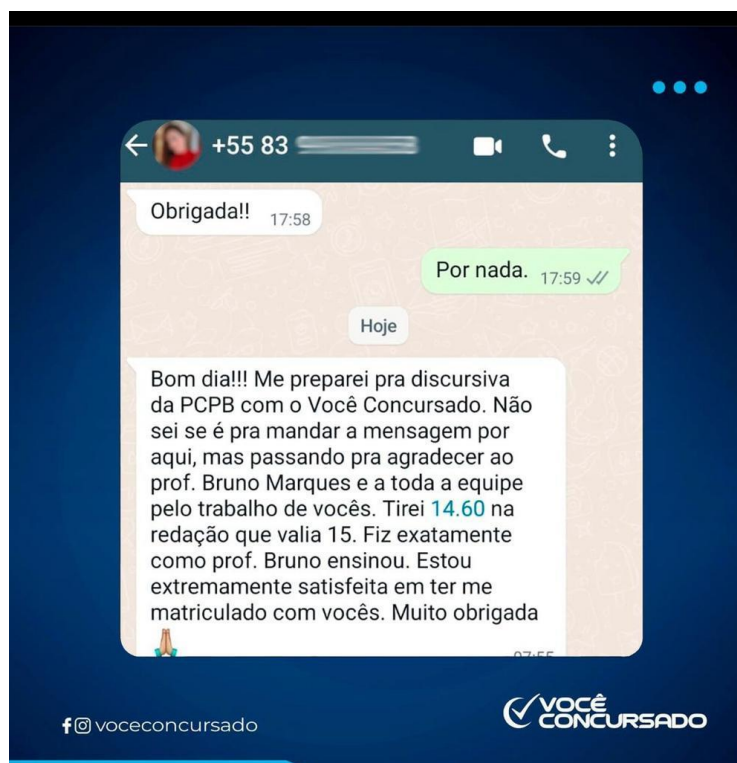 +55 83
Obrigada!! 17:58
Por nada. 17:59
Hoje
Bom dia!!! Me preparei pra discursiva
da PCPB com o Você Concursado. Não
sei se é pra mandar a mensagem por
aqui, mas passando pra agradecer ao
prof. Bruno Marques e a toda a equipe
pelo trabalho de vocês. Tirei 14.60 na
redação que valia 15. Fiz exatamente
como prof. Bruno ensinou. Estou
extremamente satisfeita em ter me
matriculado com vocês. Muito obrigada
voceconcursado
VOCÊ
CONCURSADO